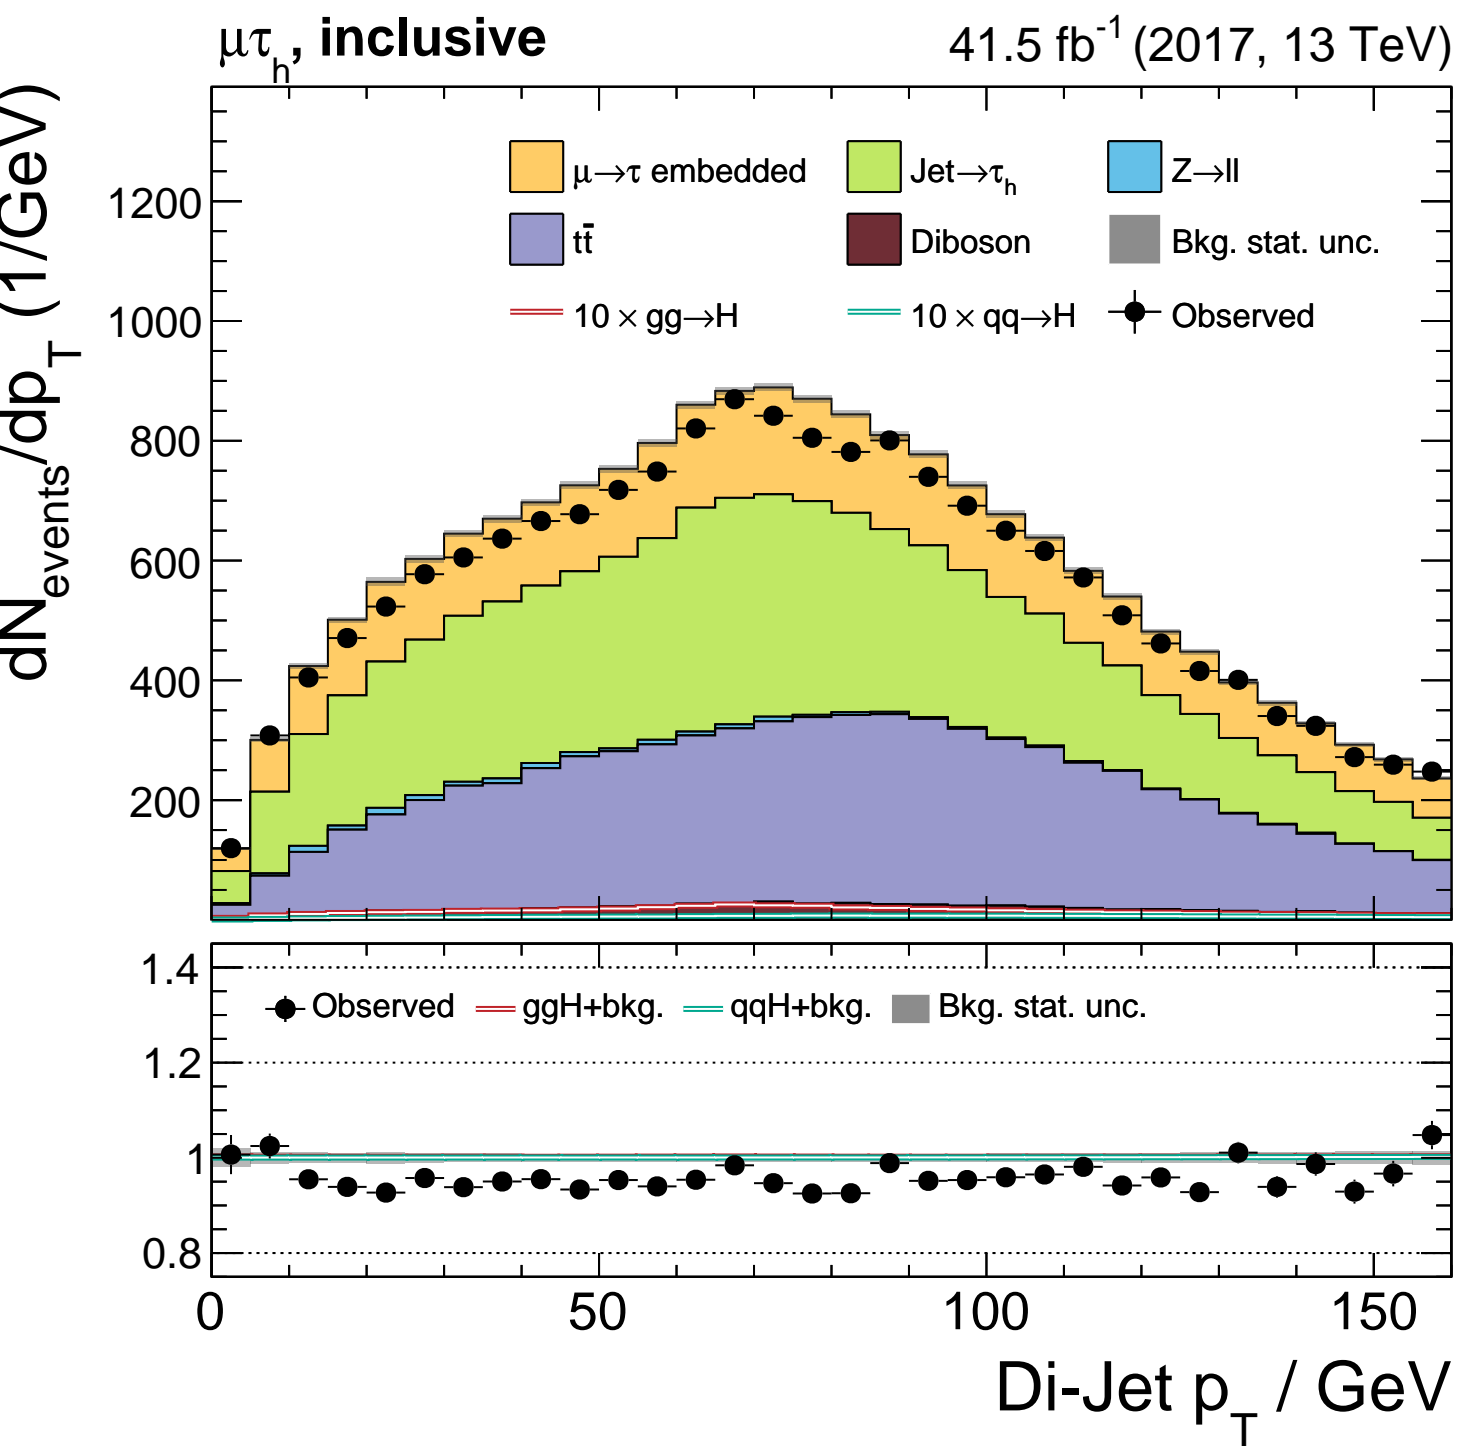 μτh, inclusive
41.5 fb-1 (2017, 13 TeV)
dNevents/dpT (1/GeV)
μ→τ embedded
Jet→τh
Z→ll
tt̄
Diboson
Bkg. stat. unc.
10 × gg→H
10 × qq→H
Observed
1200
1000
800
600
400
200
Observed
ggH+bkg.
qqH+bkg.
Bkg. stat. unc.
1.4
1.2
1
0.8
0
50
100
150
Di-Jet pT / GeV